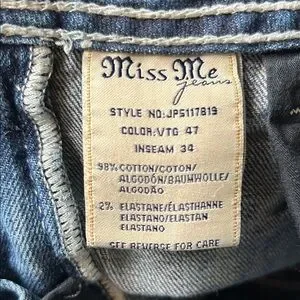 Miss Me
jeans
STYLE NO:JP5117819
COLOR:VTG 47
INSEAM 34
98% COTTON/COTON/
ALGODÓN/BAUMWOLLE/
ALGODÃO
2% ELASTANE/ÉLASTHANNE
ELASTANO/ELASTAN
ELASTANO
SEE REVERSE FOR CARE